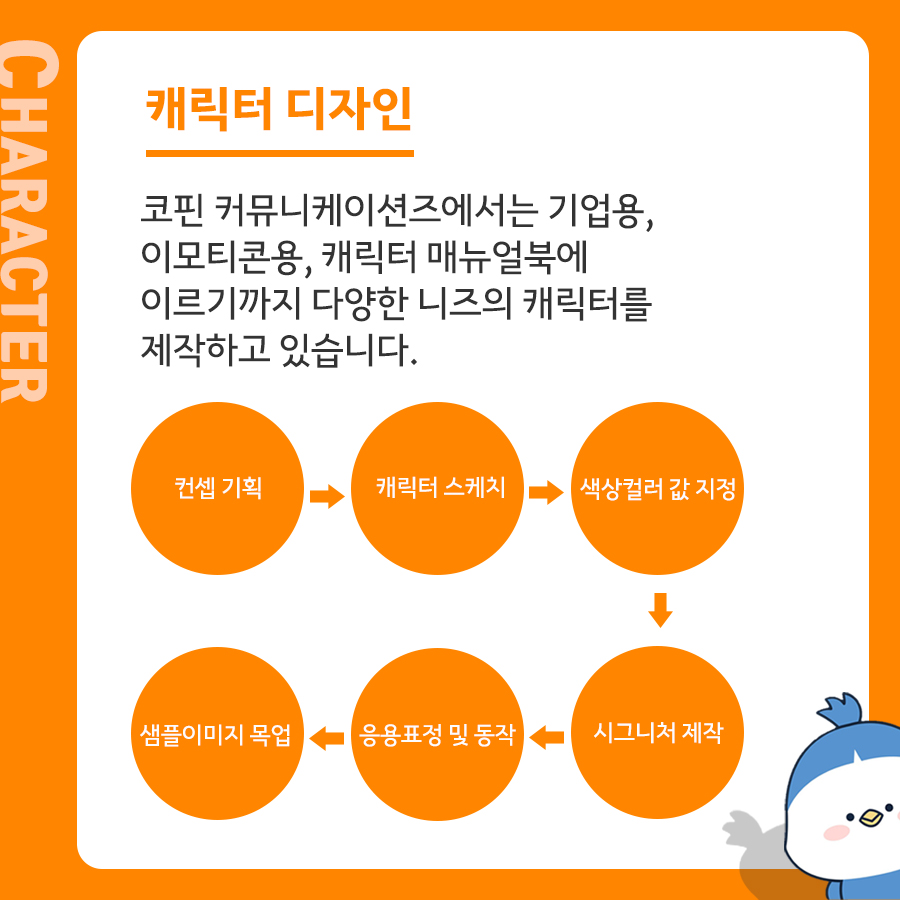 CHARACTER
캐릭터 디자인
코핀 커뮤니케이션즈에서는 기업용,
이모티콘용, 캐릭터 매뉴얼북에
이르기까지 다양한 니즈의 캐릭터를
제작하고 있습니다.
컨셉 기획
캐릭터 스케치
색상컬러 값 지정
시그니처 제작
응용표정 및 동작
샘플이미지 목업